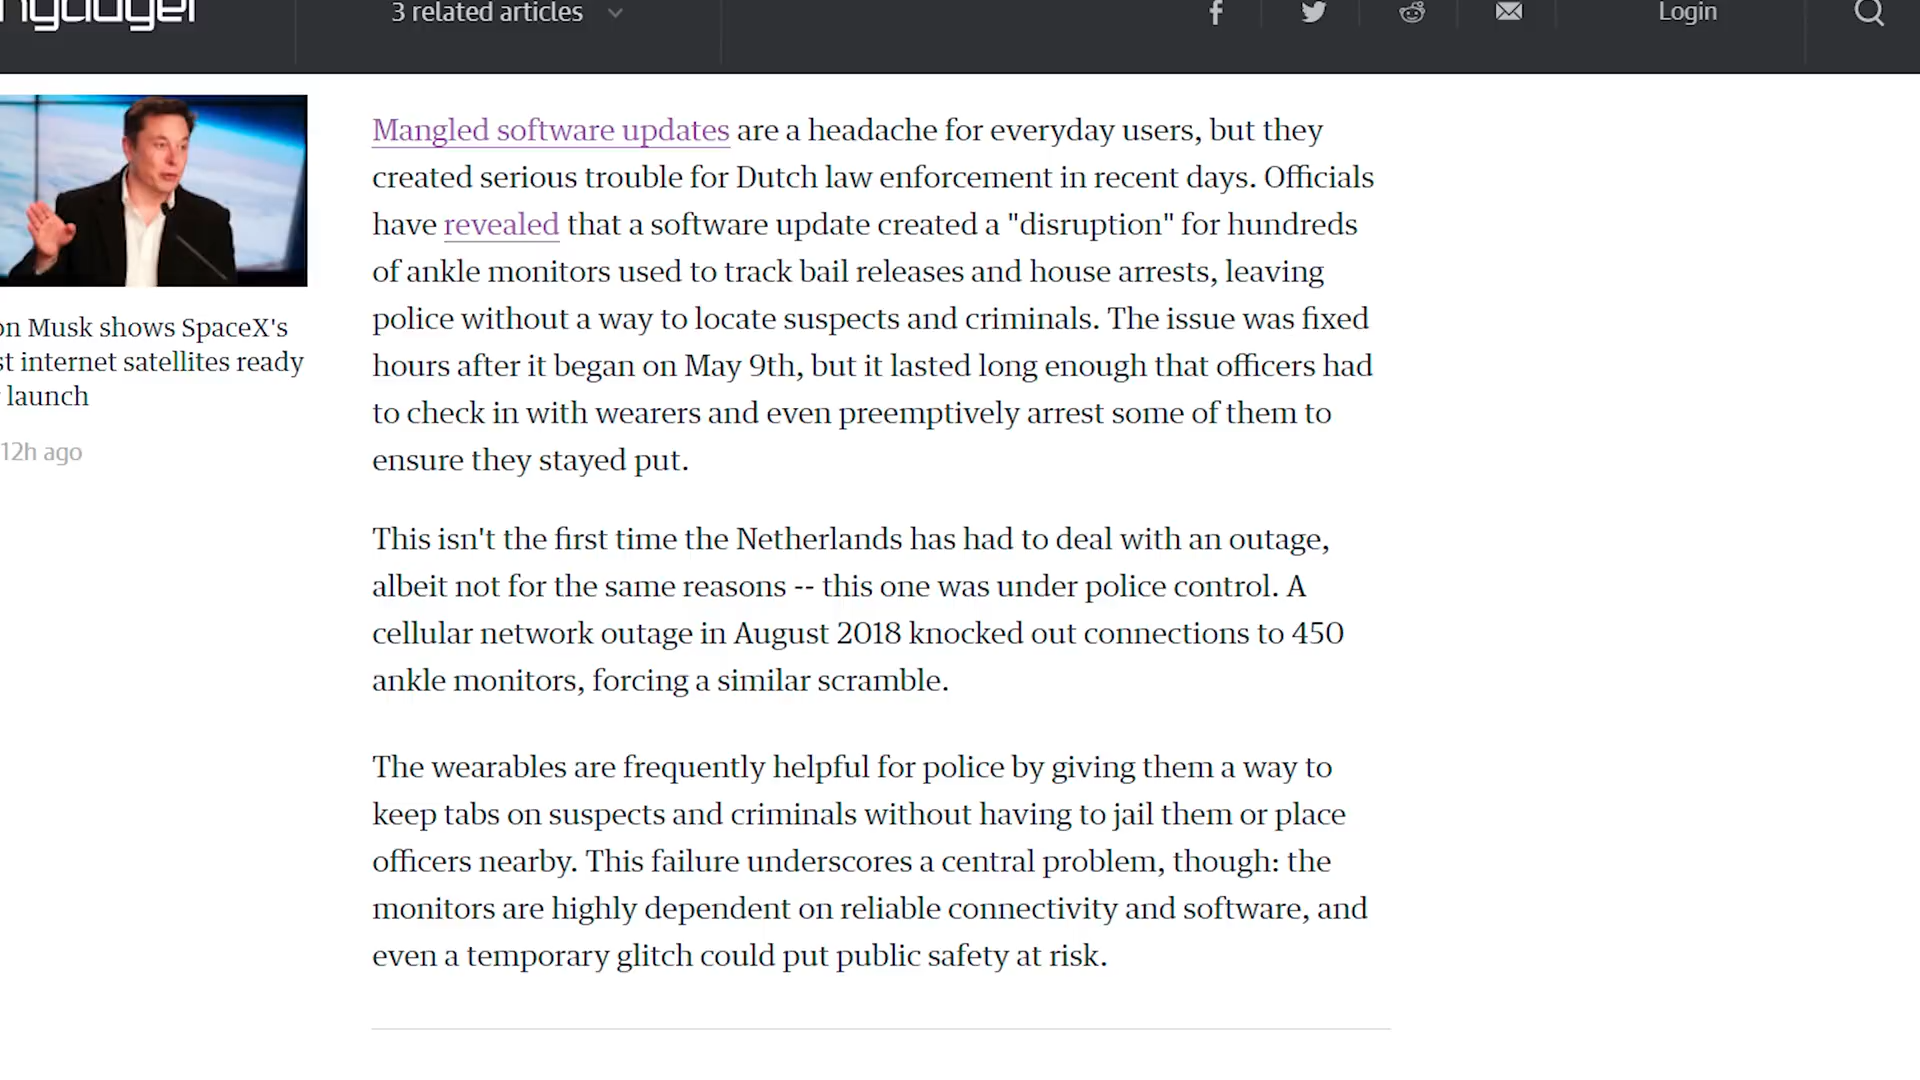 3 related articles
Login
Mangled software updates are a headache for everyday users, but they
created serious trouble for Dutch law enforcement in recent days. Officials
have revealed that a software update created a "disruption" for hundreds
of ankle monitors used to track bail releases and house arrests, leaving
police without a way to locate suspects and criminals. The issue was fixed
hours after it began on May 9th, but it lasted long enough that officers had
to check in with wearers and even preemptively arrest some of them to
ensure they stayed put.
This isn't the first time the Netherlands has had to deal with an outage,
albeit not for the same reasons -- this one was under police control. A
cellular network outage in August 2018 knocked out connections to 450
ankle monitors, forcing a similar scramble.
The wearables are frequently helpful for police by giving them a way to
keep tabs on suspects and criminals without having to jail them or place
officers nearby. This failure underscores a central problem, though: the
monitors are highly dependent on reliable connectivity and software, and
even a temporary glitch could put public safety at risk.
on Musk shows SpaceX's
st internet satellites ready
launch
12h ago